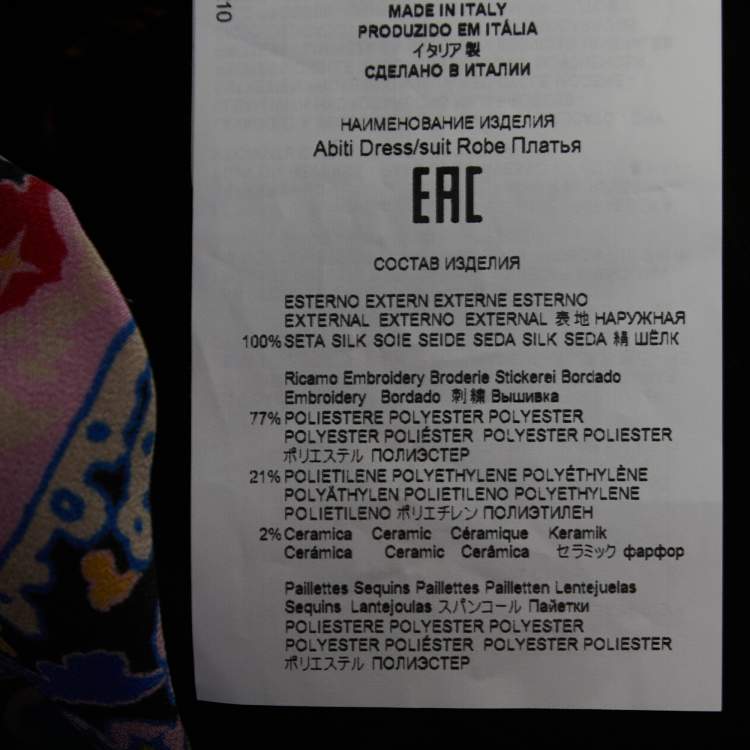 10
MADE IN ITALY
PRODUZIDO EM ITÁLIA
イタリア製
СДЕЛАНО В ИТАЛИИ
НАИМЕНОВАНИЕ ИЗДЕЛИЯ
Abiti Dress/suit Robe Платья
EAC
СОСТАВ ИЗДЕЛИЯ
ESTERNO EXTERN EXTERNE ESTERNO
EXTERNAL EXTERNO EXTERNAL 表地 НАРУЖНАЯ
100% SETA SILK SOIE SEIDE SEDA SILK SEDA 絹 ШЁЛК
Ricamo Embroidery Broderie Stickerei Bordado
Embroidery Bordado 刺繍 Вышивка
77% POLIESTERE POLYESTER POLYESTER
POLYESTER POLIÉSTER POLYESTER POLIESTER
ポリエステル ПОЛИЭСТЕР
21% POLIETILENE POLYETHYLENE POLYÉTHYLÈNE
POLYÄTHYLEN POLIETILENO POLYETHYLENE
POLIETILENO ポリエチレン ПОЛИЭТИЛЕН
2% Ceramica Ceramic Céramique Keramik
Cerámica Ceramic Cerâmica セラミック фарфор
Paillettes Sequins Paillettes Pailletten Lentejuelas
Sequins Lantejoulas スパンコール Пайетки
POLIESTERE POLYESTER POLYESTER
POLYESTER POLIÉSTER POLYESTER POLIESTER
ポリエステル ПОЛИЭСТЕР